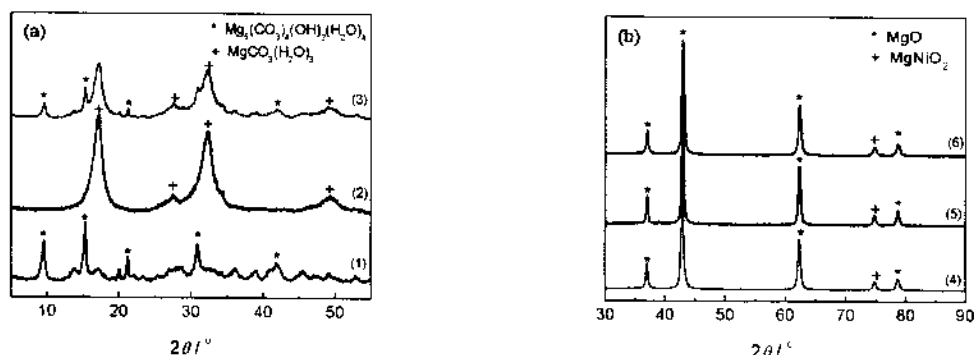 (a)
* Mg₅(CO₃)₄(OH)₂(H₂O)₄
+ MgCO₃(H₂O)₃
(3)
(2)
(1)
10 20 30 40 50
2θ/°
(b)
* MgO
+ MgNiO₂
(6)
(5)
(4)
30 40 50 60 70 80 90
2θ/°